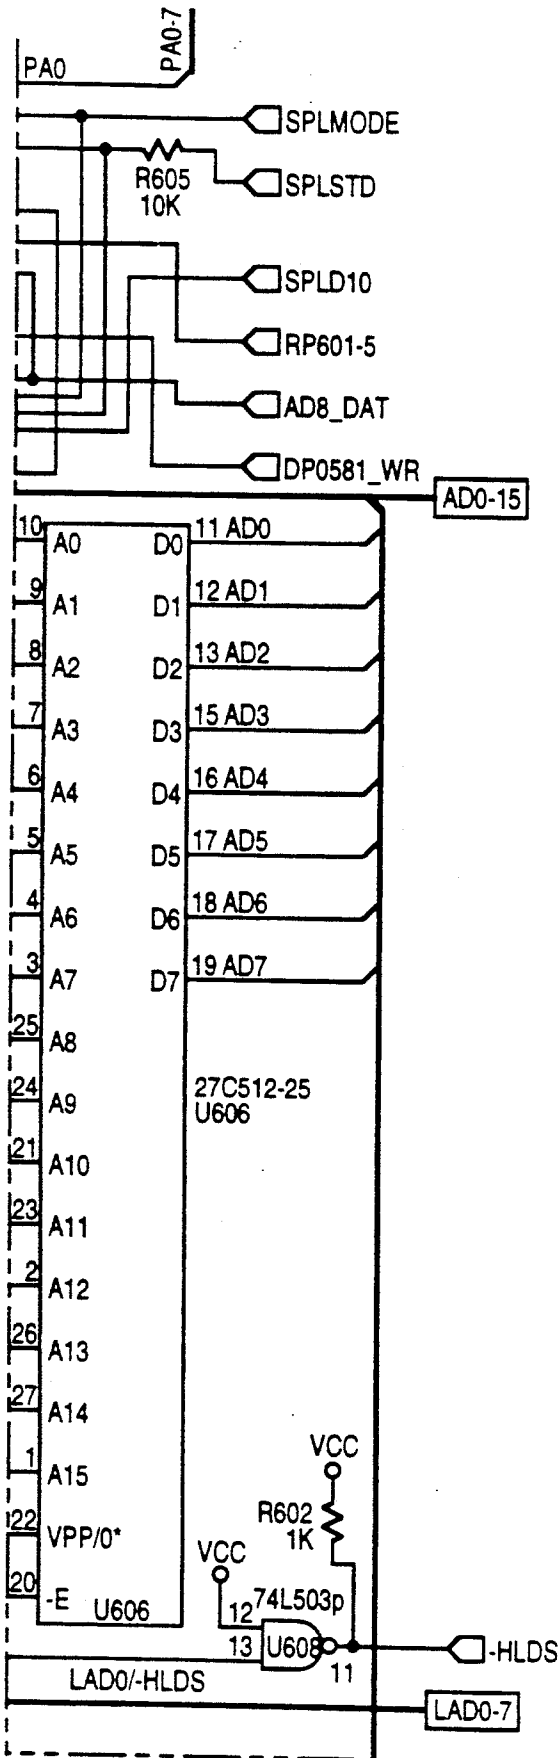 PA0-7
PA0
SPLMODE
R605
10K
SPLSTD
SPLD10
RP601-5
AD8_DAT
DP0581_WR
AD0-15
10 A0 D0 11 AD0
9 A1 D1 12 AD1
8 A2 D2 13 AD2
7 A3 D3 15 AD3
6 A4 D4 16 AD4
5 A5 D5 17 AD5
4 A6 D6 18 AD6
3 A7 D7 19 AD7
25 A8
24 A9
27C512-25
U606
21 A10
23 A11
2 A12
26 A13
27 A14
1 A15
VCC
R602
1K
22 VPP/0*
VCC
20 -E U606
74L503p
12
13 U608 11
-HLDS
LAD0/-HLDS
LAD0-7